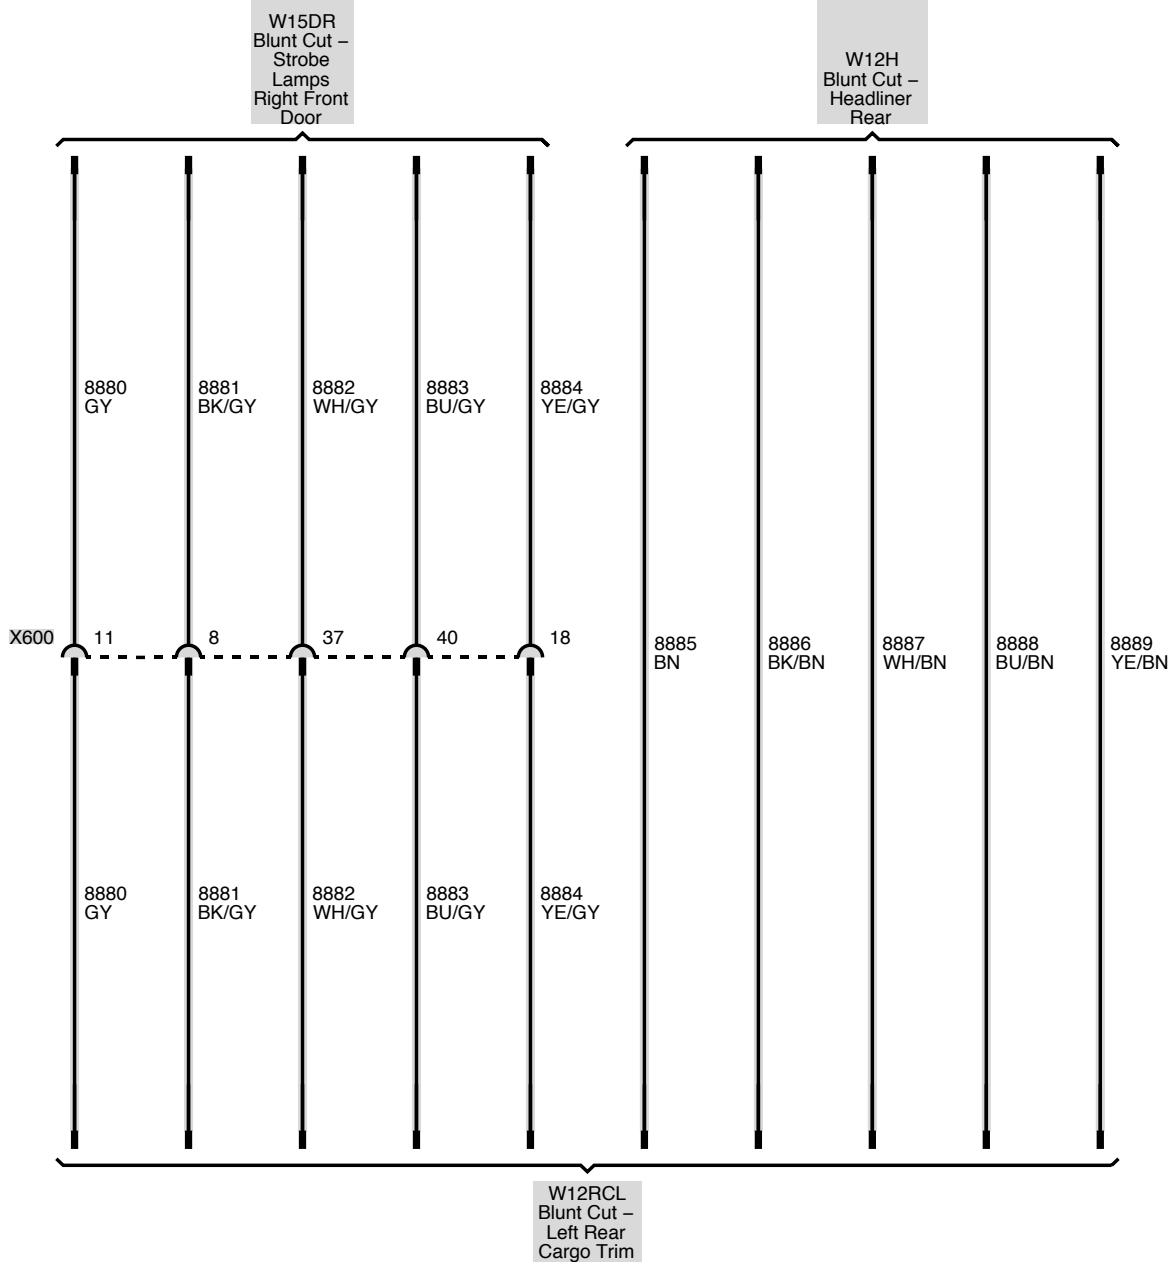 W15DR
Blunt Cut –
Strobe
Lamps
Right Front
Door
W12H
Blunt Cut –
Headliner
Rear
8880
GY
8881
BK/GY
8882
WH/GY
8883
BU/GY
8884
YE/GY
X600
11
8
37
40
18
8885
BN
8886
BK/BN
8887
WH/BN
8888
BU/BN
8889
YE/BN
8880
GY
8881
BK/GY
8882
WH/GY
8883
BU/GY
8884
YE/GY
W12RCL
Blunt Cut –
Left Rear
Cargo Trim